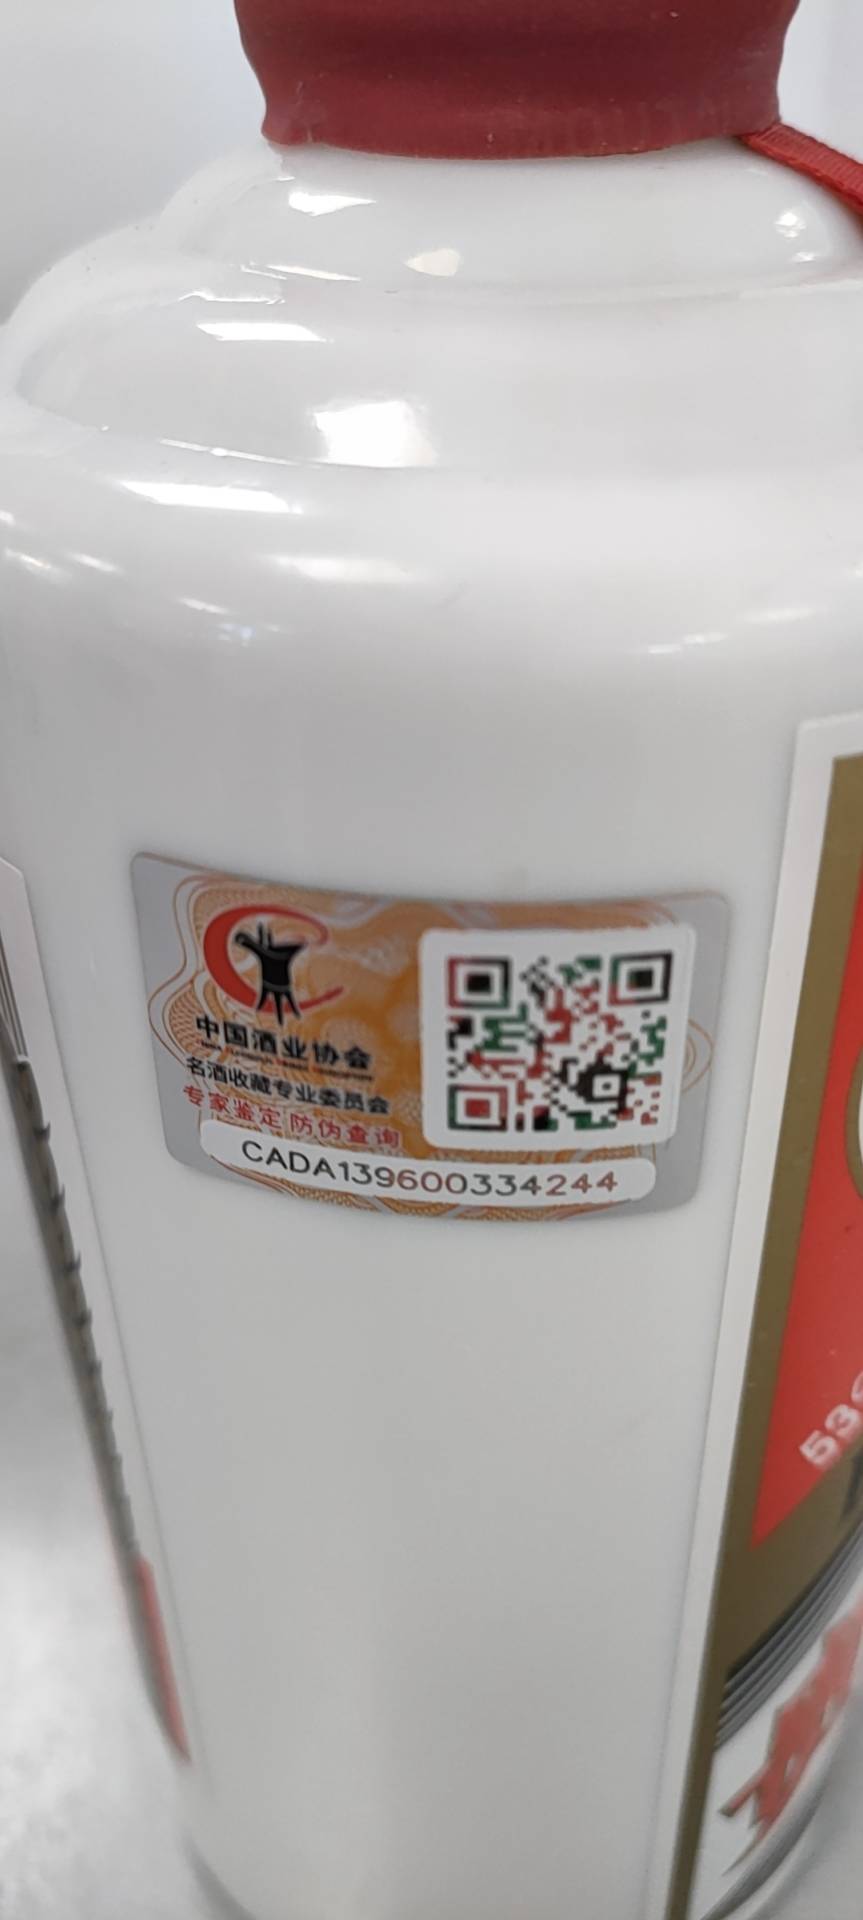 中国酒业协会
名酒收藏专业委员会
专家鉴定 防伪查询
CADA139600334244
53